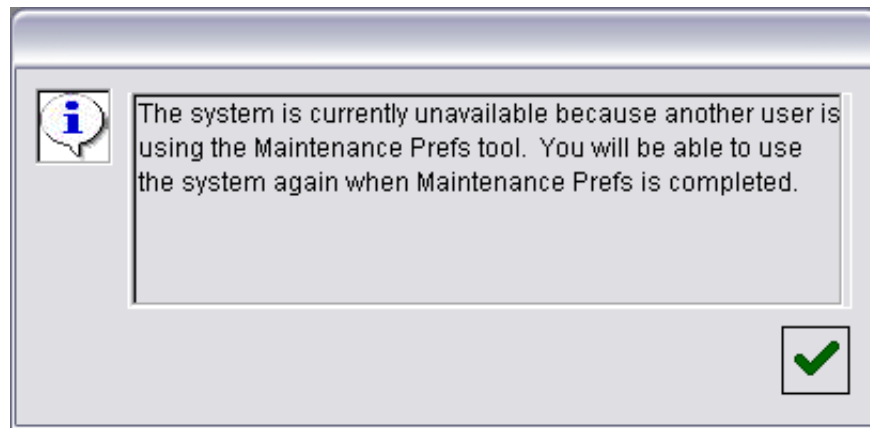 The system is currently unavailable because another user is
using the Maintenance Prefs tool.  You will be able to use
the system again when Maintenance Prefs is completed.